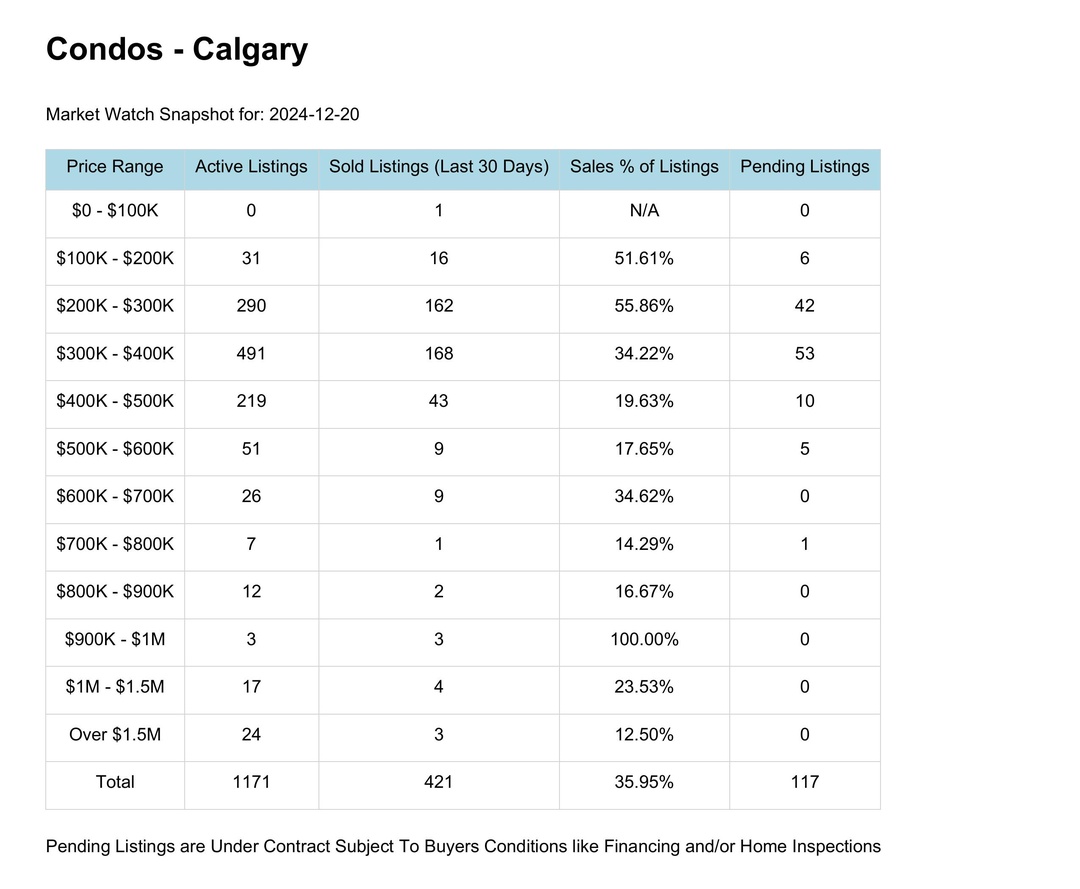 Condos - Calgary
Market Watch Snapshot for: 2024-12-20
Price Range Active Listings Sold Listings (Last 30 Days) Sales % of Listings Pending Listings
$0 - $100K 0 1 N/A 0
$100K - $200K 31 16 51.61% 6
$200K - $300K 290 162 55.86% 42
$300K - $400K 491 168 34.22% 53
$400K - $500K 219 43 19.63% 10
$500K - $600K 51 9 17.65% 5
$600K - $700K 26 9 34.62% 0
$700K - $800K 7 1 14.29% 1
$800K - $900K 12 2 16.67% 0
$900K - $1M 3 3 100.00% 0
$1M - $1.5M 17 4 23.53% 0
Over $1.5M 24 3 12.50% 0
Total 1171 421 35.95% 117
Pending Listings are Under Contract Subject To Buyers Conditions like Financing and/or Home Inspections